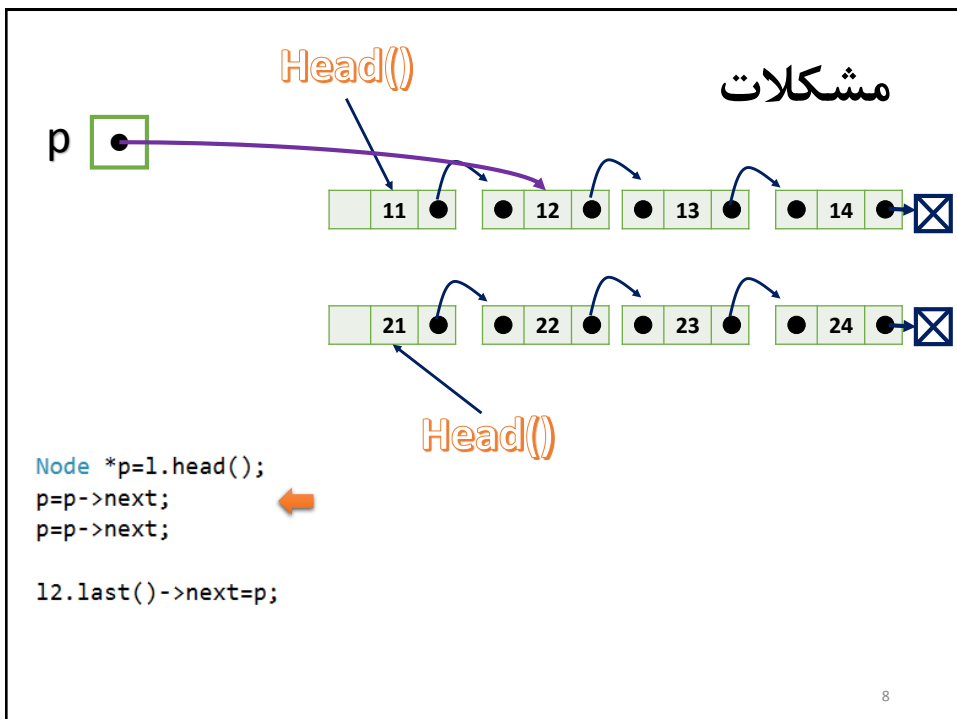 مشکلات
Head()
p
11 12 13 14
21 22 23 24
Head()
Node *p=l.head();
p=p->next;
p=p->next;
l2.last()->next=p;
8